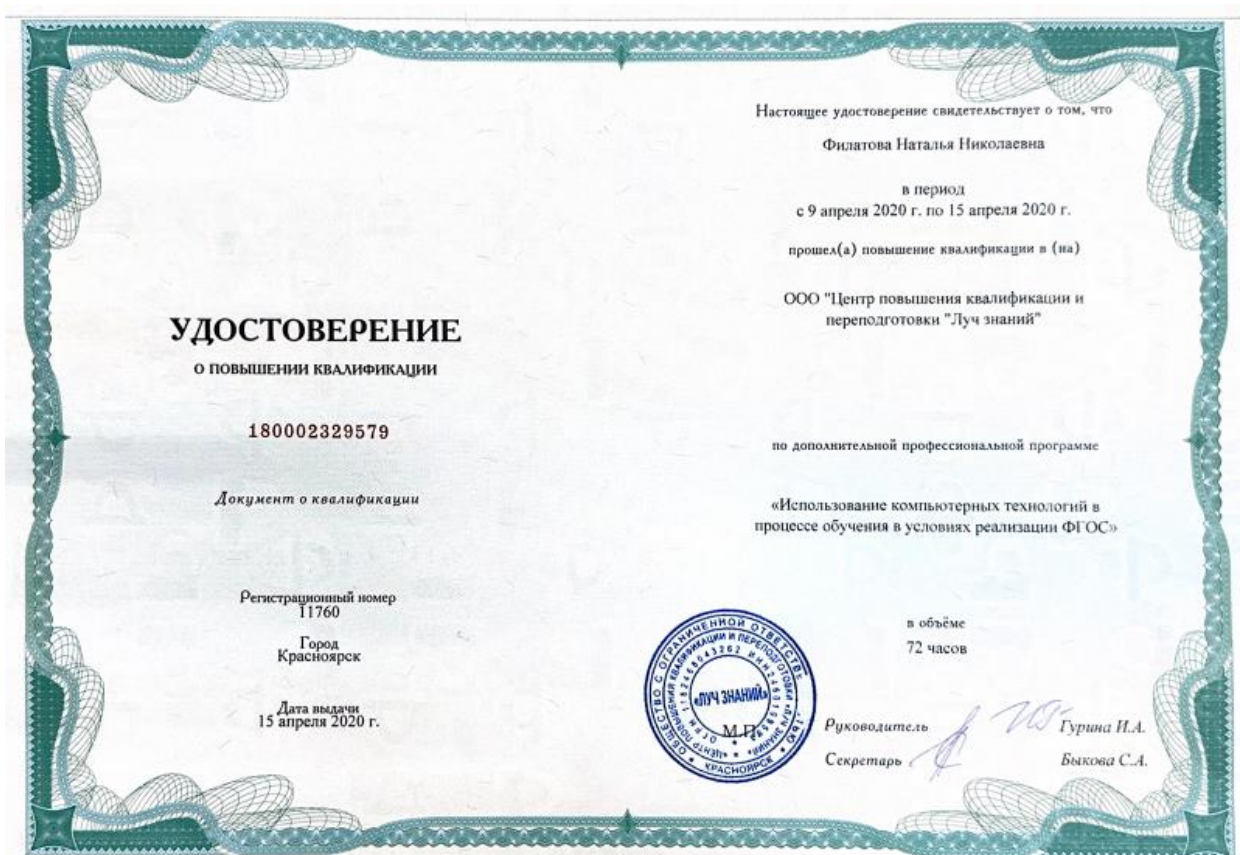 УДОСТОВЕРЕНИЕ
О ПОВЫШЕНИИ КВАЛИФИКАЦИИ
180002329579
Документ о квалификации
Регистрационный номер
11760
Город
Красноярск
Дата выдачи
15 апреля 2020 г.
Настоящее удостоверение свидетельствует о том, что
Филатова Наталья Николаевна
в период
с 9 апреля 2020 г. по 15 апреля 2020 г.
прошел(а) повышение квалификации в (на)
ООО "Центр повышения квалификации и
переподготовки "Луч знаний"
по дополнительной профессиональной программе
«Использование компьютерных технологий в
процессе обучения в условиях реализации ФГОС»
в объёме
72 часов
«ЛУЧ ЗНАНИЙ»
КРАСНОЯРСК
М.П.
Руководитель
Гурина И.А.
Секретарь
Быкова С.А.